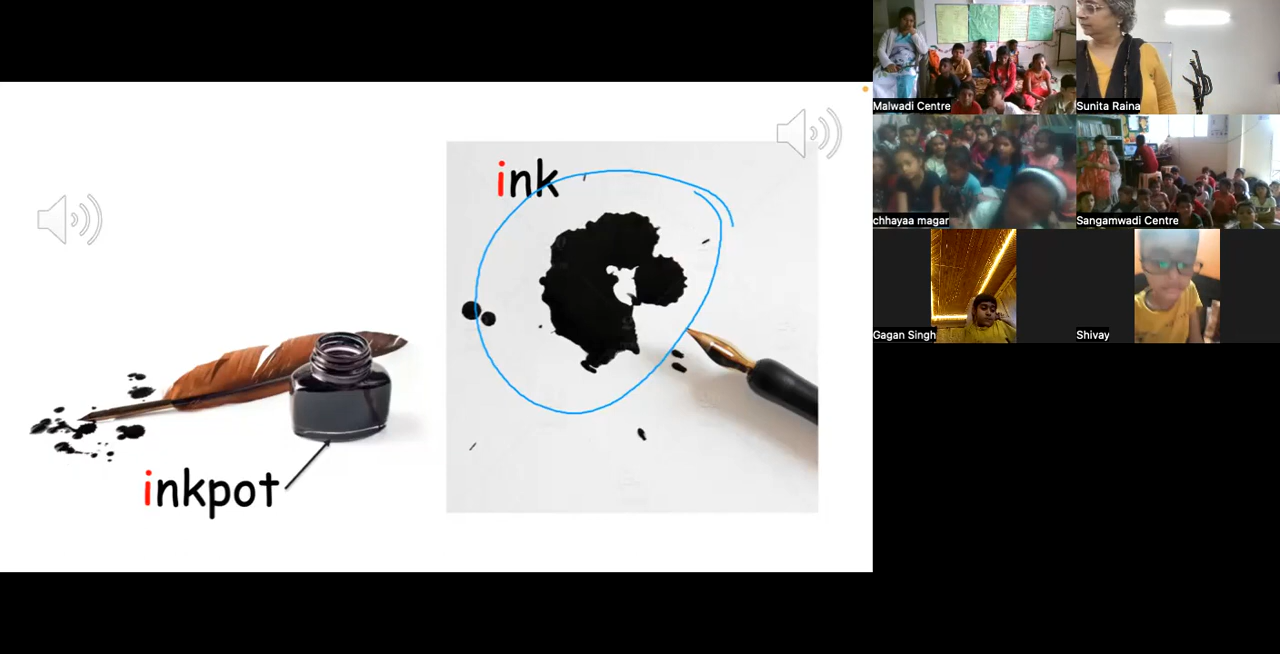 ink
inkpot
Malwadi Centre
Sunita Raina
chhayaa magar
Sangamwadi Centre
Gagan Singh
Shivay